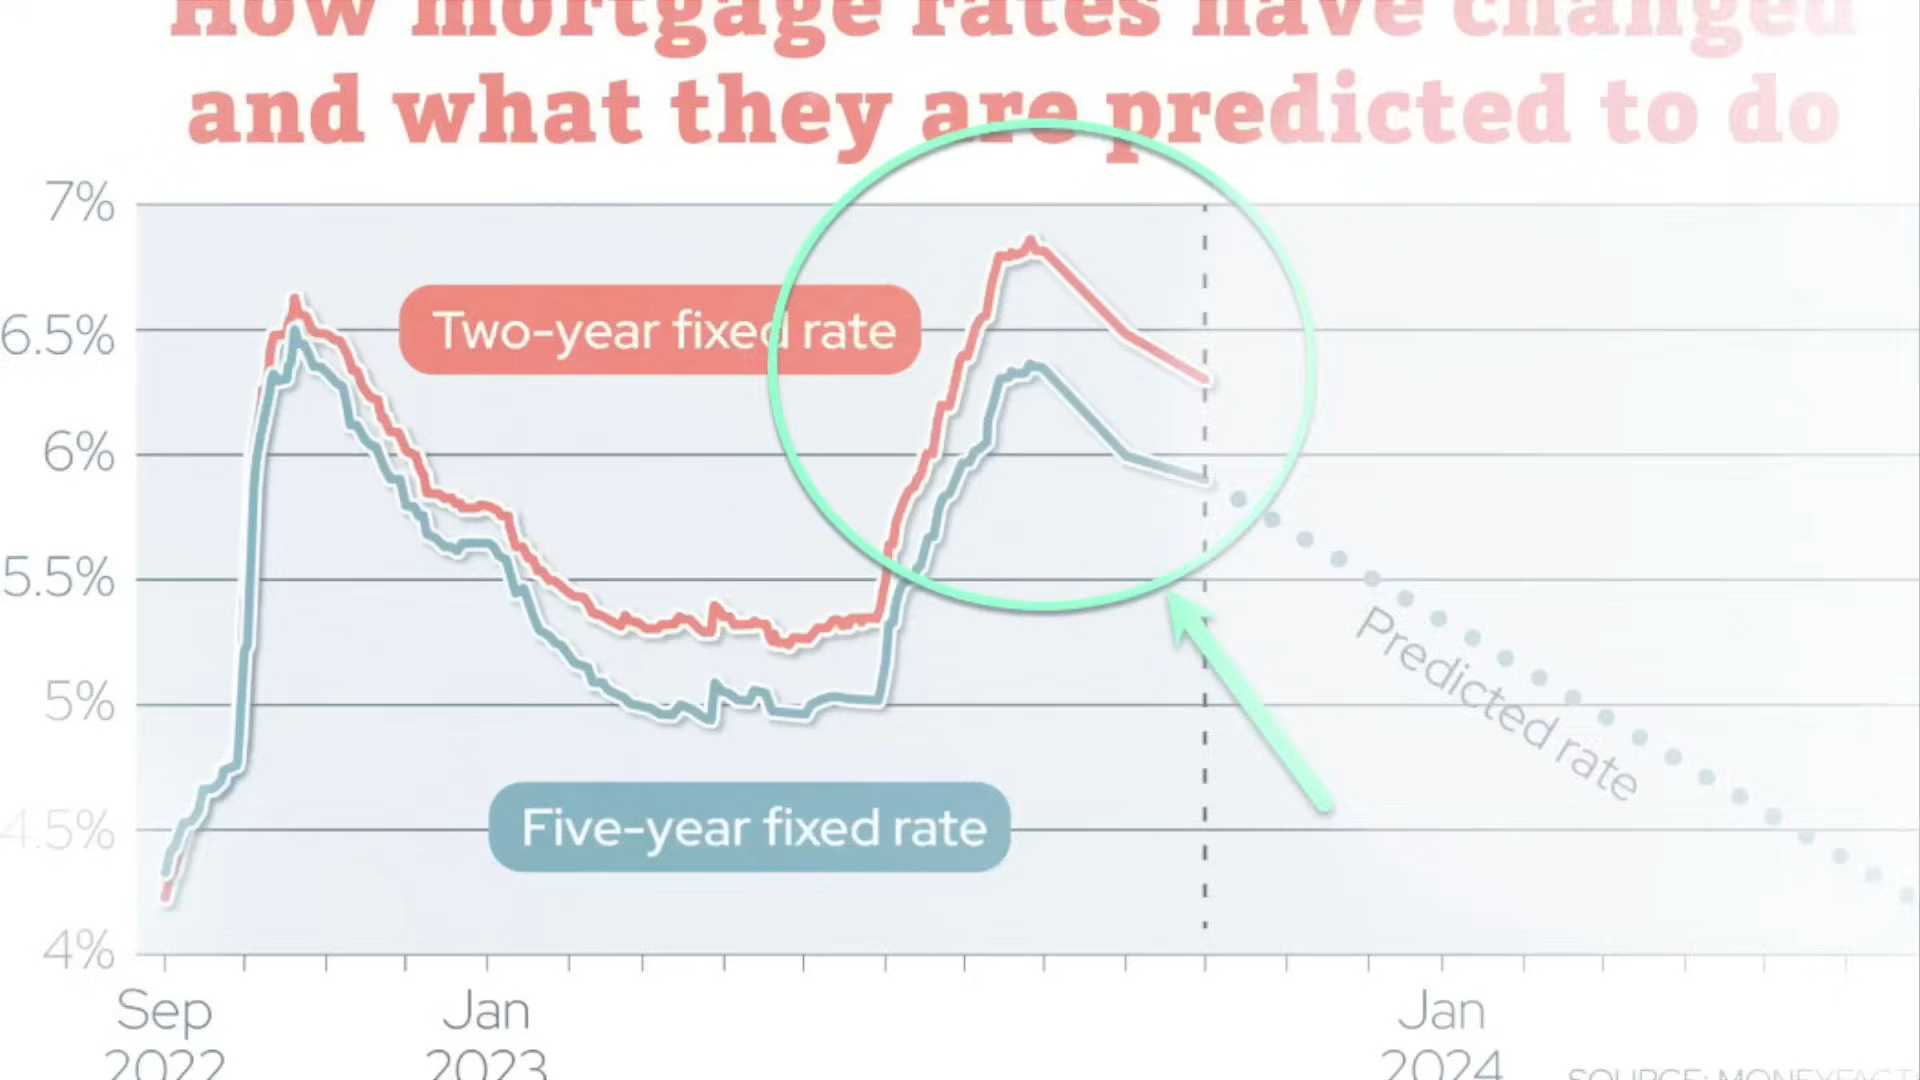 How mortgage rates have changed
and what they are predicted to do
7%
6.5%
6%
5.5%
5%
4.5%
4%
Two-year fixed rate
Five-year fixed rate
Predicted rate
Sep
2022
Jan
2023
Jan
2024
SOURCE: MONEYFACTS